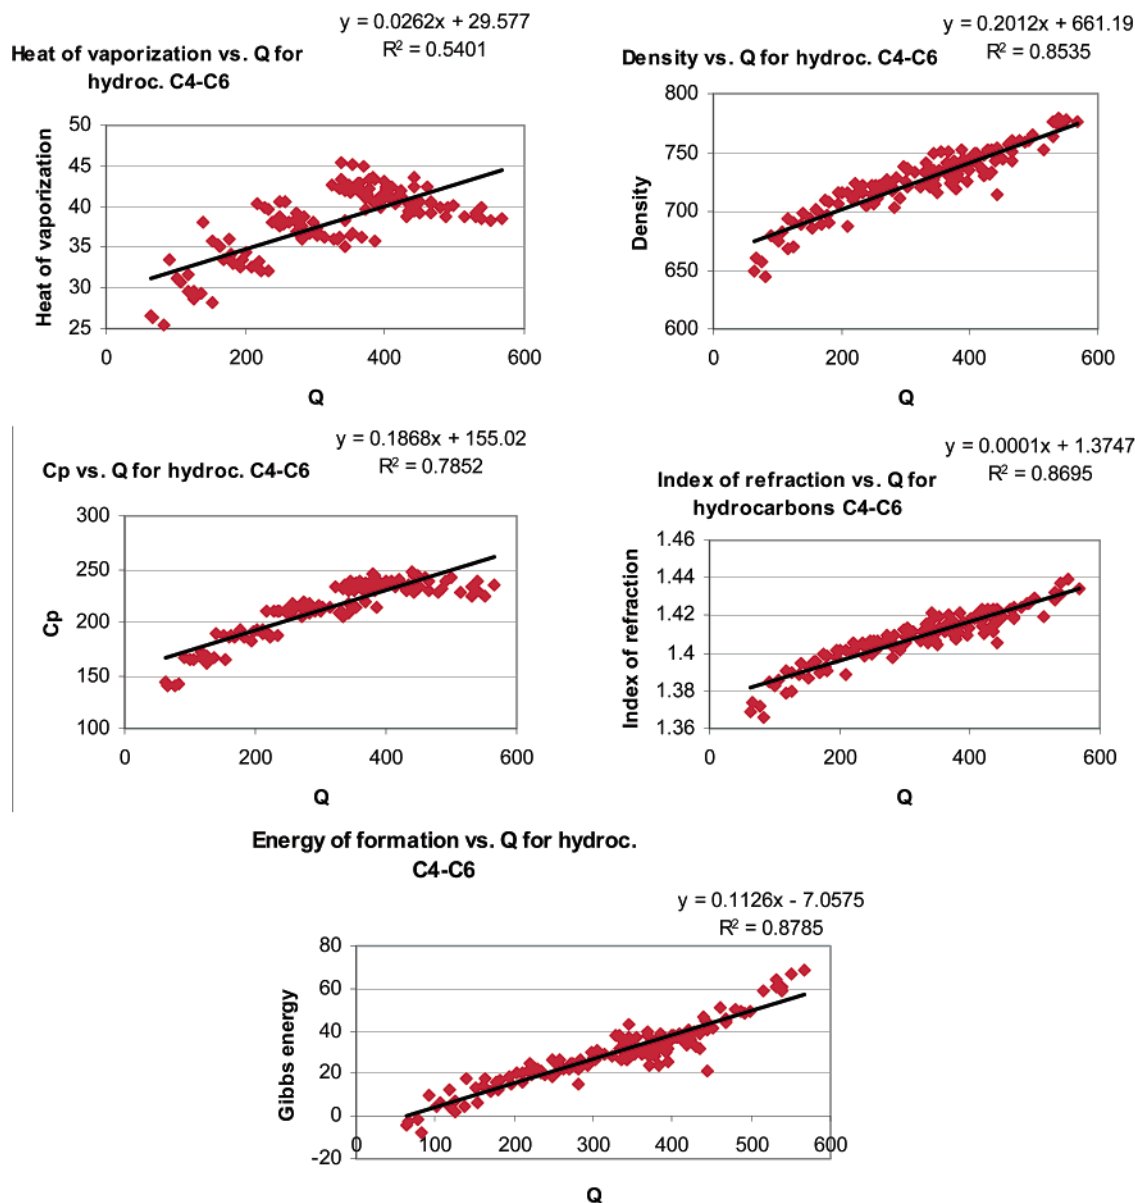 y = 0.0262x + 29.577
R² = 0.5401
Heat of vaporization vs. Q for
hydroc. C4-C6
50
45
40
35
30
25
Heat of vaporization
0
200
400
600
Q
y = 0.2012x + 661.19
R² = 0.8535
Density vs. Q for hydroc. C4-C6
800
750
700
650
600
Density
0
200
400
600
Q
y = 0.1868x + 155.02
R² = 0.7852
Cp vs. Q for hydroc. C4-C6
300
250
200
150
100
Cp
0
200
400
600
Q
y = 0.0001x + 1.3747
R² = 0.8695
Index of refraction vs. Q for
hydrocarbons C4-C6
1.46
1.44
1.42
1.4
1.38
1.36
Index of refraction
0
200
400
600
Q
Energy of formation vs. Q for hydroc.
C4-C6
y = 0.1126x - 7.0575
R² = 0.8785
80
60
40
20
0
-20
Gibbs energy
0
100
200
300
400
500
600
Q